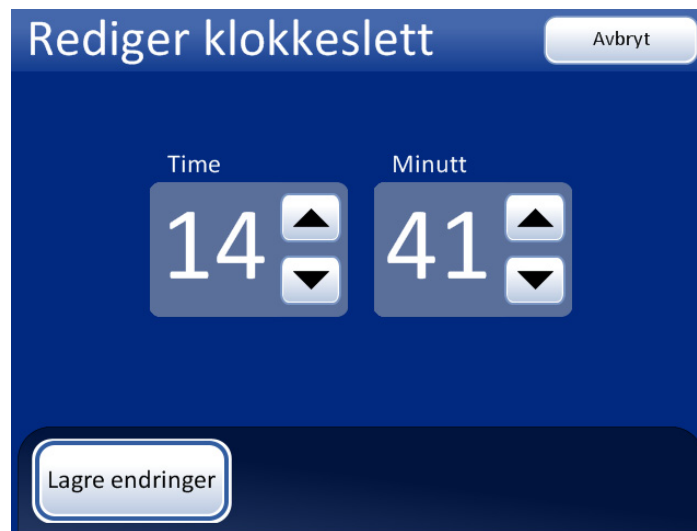 Rediger klokkeslett
Avbryt
Time
Minutt
14
41
Lagre endringer